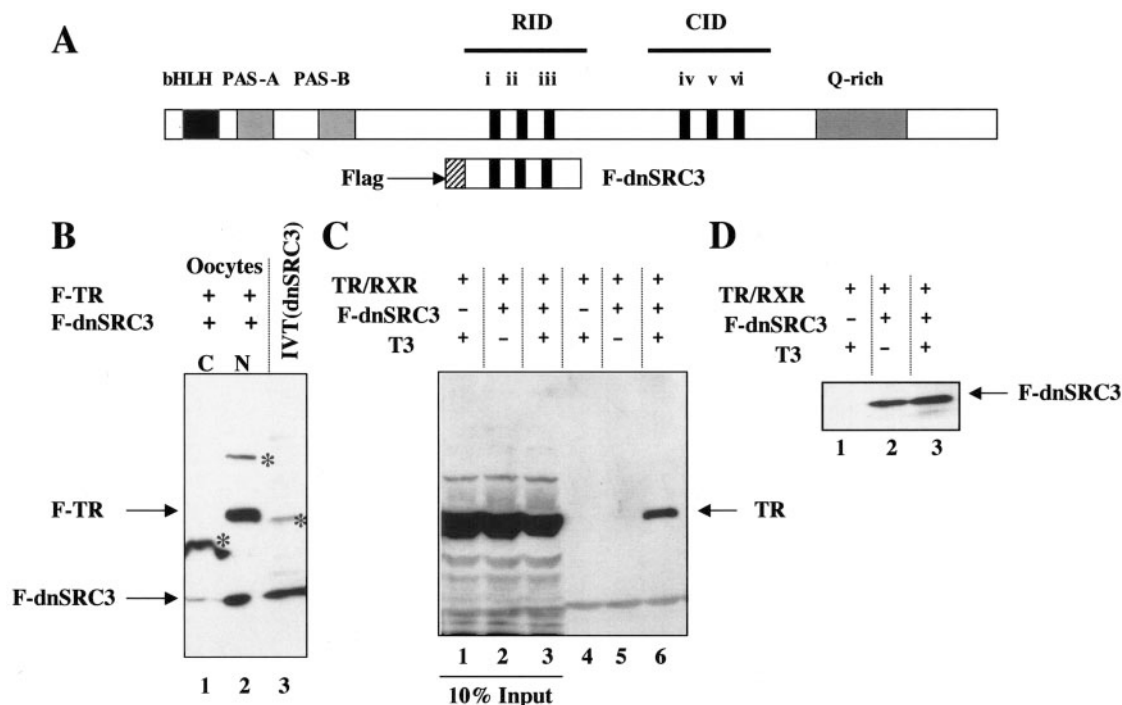 A
RID
CID
bHLH PAS-A PAS-B i ii iii iv v vi Q-rich
Flag F-dnSRC3
B
Oocytes
F-TR + +
F-dnSRC3 + +
IVT(dnSRC3)
C N
F-TR
F-dnSRC3
*
*
*
1 2 3
C
TR/RXR + + + + + +
F-dnSRC3 - + + - + +
T3 + - + + - +
TR
1 2 3 4 5 6
10% Input
D
TR/RXR + + +
F-dnSRC3 - + +
T3 + - +
F-dnSRC3
1 2 3